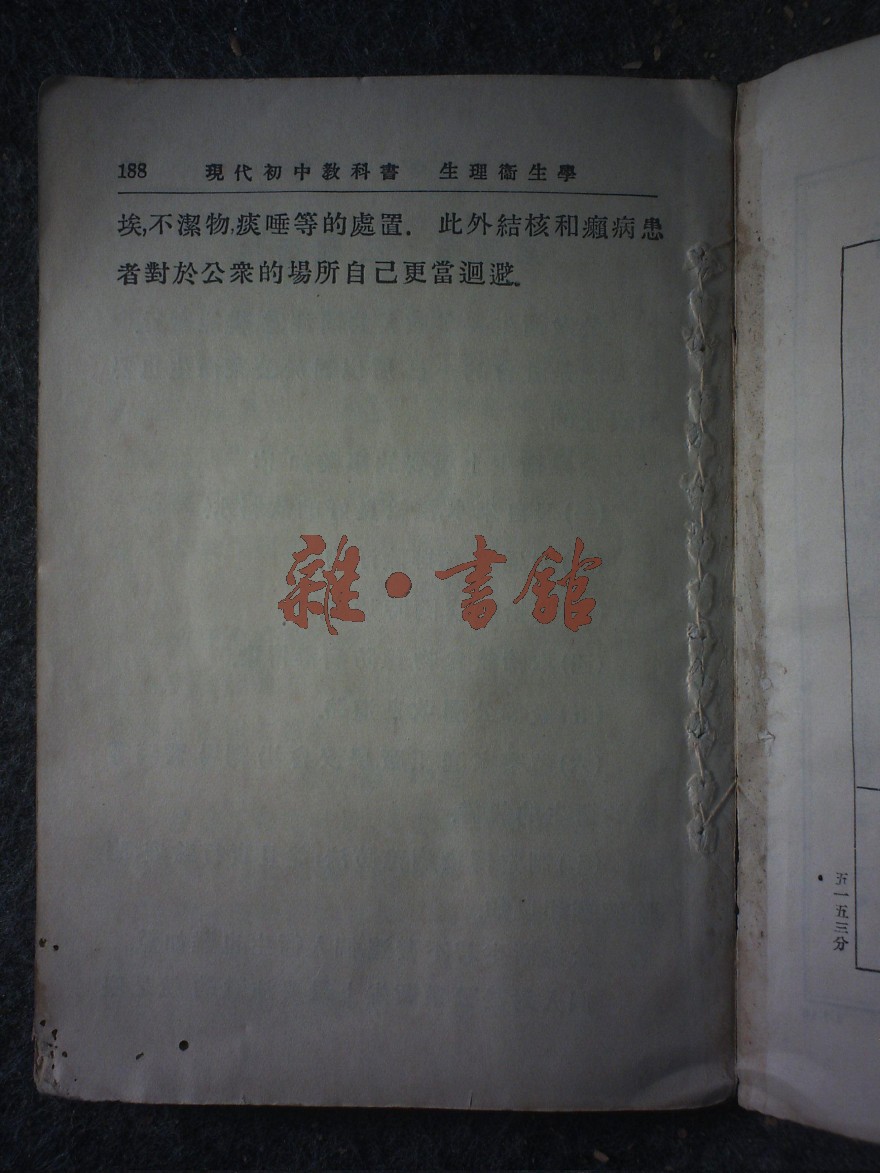 188 現代初中教科書 生理衞生學
埃,不潔物,痰唾等的處置. 此外結核和癩病患
者對於公衆的場所自己更當迴避.
雜·書館
五一五三分